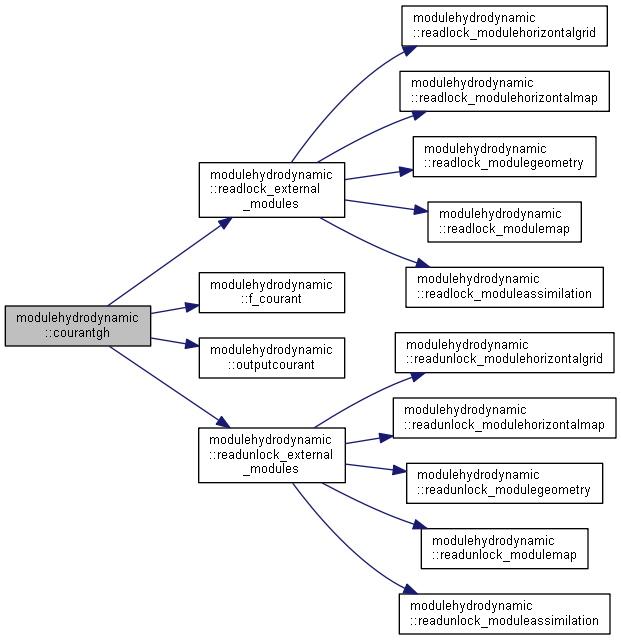 modulehydrodynamic
::courantgh
modulehydrodynamic
::readlock_external
_modules
modulehydrodynamic
::readlock_modulehorizontalgrid
modulehydrodynamic
::readlock_modulehorizontalmap
modulehydrodynamic
::readlock_modulegeometry
modulehydrodynamic
::readlock_modulemap
modulehydrodynamic
::readlock_moduleassimilation
modulehydrodynamic
::f_courant
modulehydrodynamic
::outputcourant
modulehydrodynamic
::readunlock_external
_modules
modulehydrodynamic
::readunlock_modulehorizontalgrid
modulehydrodynamic
::readunlock_modulehorizontalmap
modulehydrodynamic
::readunlock_modulegeometry
modulehydrodynamic
::readunlock_modulemap
modulehydrodynamic
::readunlock_moduleassimilation